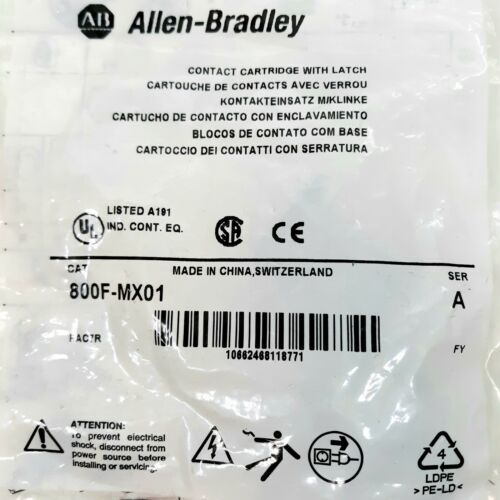 AB Allen-Bradley
CONTACT CARTRIDGE WITH LATCH
CARTOUCHE DE CONTACTS AVEC VERROU
KONTAKTEINSATZ M/KLINKE
CARTUCHO DE CONTACTO CON ENCLAVAMIENTO
BLOCOS DE CONTATO COM BASE
CARTOCCIO DEI CONTATTI CON SERRATURA
UL LISTED A191
IND. CONT. EQ.
SA CE
CAT MADE IN CHINA,SWITZERLAND SER
800F-MX01 A
FACTR FY
10662468118771
ATTENTION:
To prevent electrical
shock, disconnect from
power source before
installing or servicing.
4
LDPE
>PE-LD<